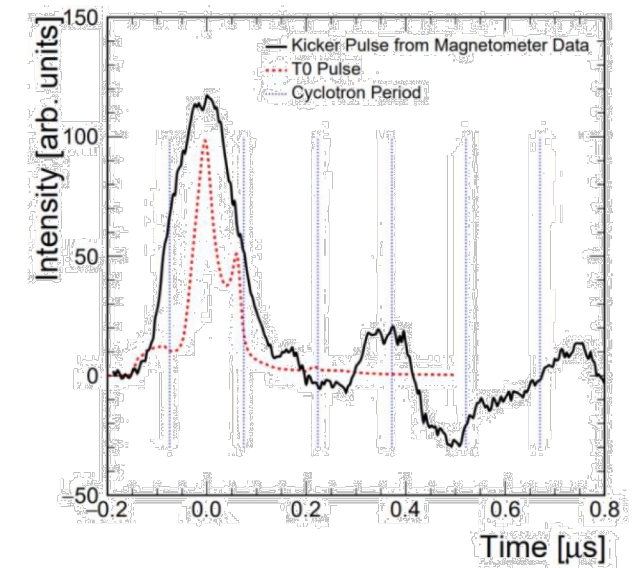 150
Kicker Pulse from Magnetometer Data
T0 Pulse
Cyclotron Period
100
50
0
−50
Intensity [arb. units]
−0.2 0.0 0.2 0.4 0.6 0.8
Time [μs]